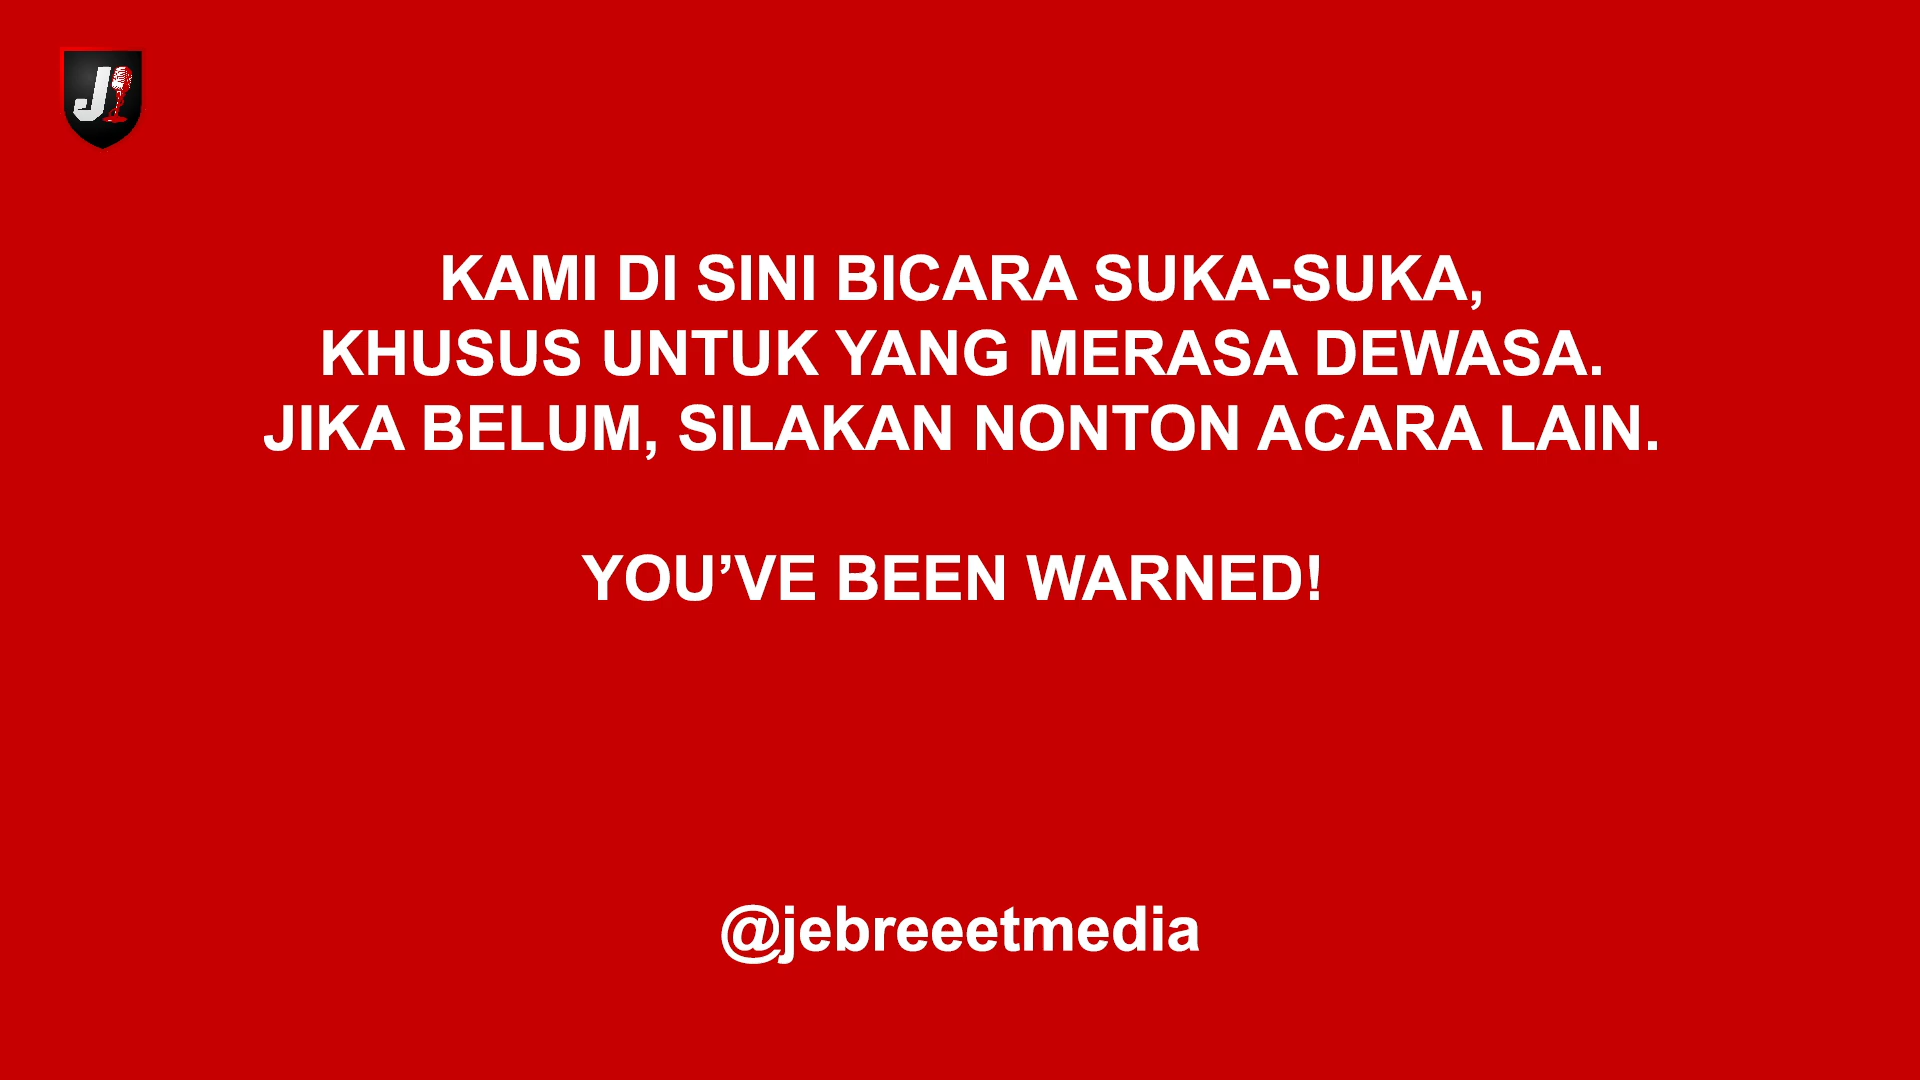 J
KAMI DI SINI BICARA SUKA-SUKA,
KHUSUS UNTUK YANG MERASA DEWASA.
JIKA BELUM, SILAKAN NONTON ACARA LAIN.
YOU’VE BEEN WARNED!
@jebreeetmedia